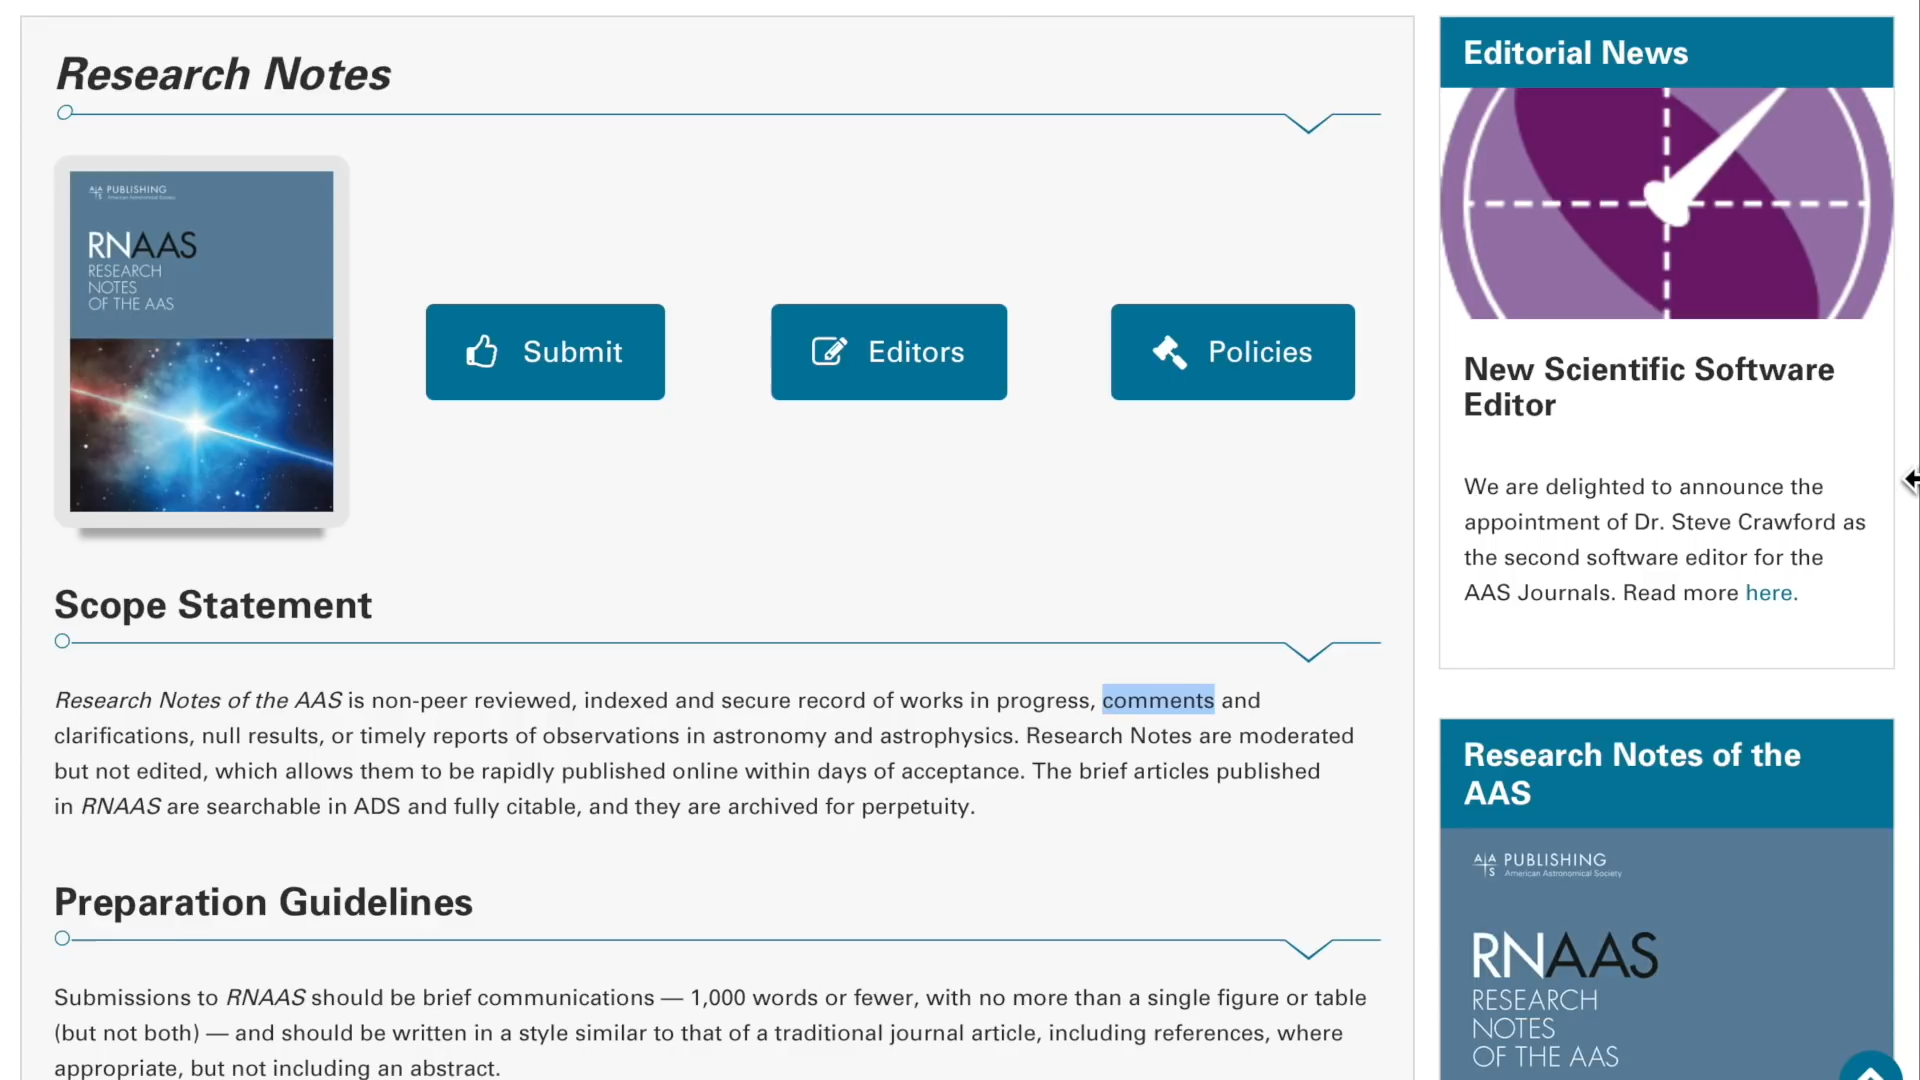 Research Notes
AAS PUBLISHING
American Astronomical Society
RNAAS
RESEARCH
NOTES
OF THE AAS
Submit
Editors
Policies
Scope Statement
Research Notes of the AAS is non-peer reviewed, indexed and secure record of works in progress, comments and
clarifications, null results, or timely reports of observations in astronomy and astrophysics. Research Notes are moderated
but not edited, which allows them to be rapidly published online within days of acceptance. The brief articles published
in RNAAS are searchable in ADS and fully citable, and they are archived for perpetuity.
Preparation Guidelines
Submissions to RNAAS should be brief communications — 1,000 words or fewer, with no more than a single figure or table
(but not both) — and should be written in a style similar to that of a traditional journal article, including references, where
appropriate, but not including an abstract.
Editorial News
New Scientific Software
Editor
We are delighted to announce the
appointment of Dr. Steve Crawford as
the second software editor for the
AAS Journals. Read more here.
Research Notes of the
AAS
AAS PUBLISHING
American Astronomical Society
RNAAS
RESEARCH
NOTES
OF THE AAS